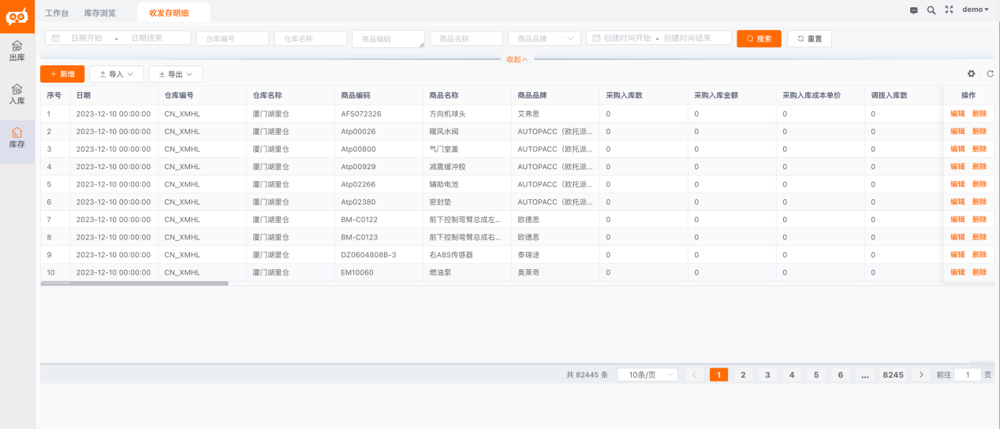 工作台 库存浏览 收发存明细 demo
出库
入库
库存
日期开始 - 日期结束 仓库编号 仓库名称 商品编码 商品名称 商品品牌 创建时间开始 - 创建时间结束 搜索 重置
收起
+ 新增 导入 导出
序号 日期 仓库编号 仓库名称 商品编码 商品名称 商品品牌 采购入库数 采购入库金额 采购入库成本单价 调拨入库数 操作
1 2023-12-10 00:00:00 CN_XMHL 厦门湖里仓 AFS072326 方向机球头 艾弗思 0 0 0 0 编辑 删除
2 2023-12-10 00:00:00 CN_XMHL 厦门湖里仓 Atp00026 暖风水阀 AUTOPACC（欧托派... 0 0 0 0 编辑 删除
3 2023-12-10 00:00:00 CN_XMHL 厦门湖里仓 Atp00800 气门室盖 AUTOPACC（欧托派... 0 0 0 0 编辑 删除
4 2023-12-10 00:00:00 CN_XMHL 厦门湖里仓 Atp00929 减震缓冲胶 AUTOPACC（欧托派... 0 0 0 0 编辑 删除
5 2023-12-10 00:00:00 CN_XMHL 厦门湖里仓 Atp02266 辅助电池 AUTOPACC（欧托派... 0 0 0 0 编辑 删除
6 2023-12-10 00:00:00 CN_XMHL 厦门湖里仓 Atp02380 密封垫 AUTOPACC（欧托派... 0 0 0 0 编辑 删除
7 2023-12-10 00:00:00 CN_XMHL 厦门湖里仓 BM-C0122 前下控制弯臂总成左... 欧德思 0 0 0 0 编辑 删除
8 2023-12-10 00:00:00 CN_XMHL 厦门湖里仓 BM-C0123 前下控制弯臂总成右... 欧德思 0 0 0 0 编辑 删除
9 2023-12-10 00:00:00 CN_XMHL 厦门湖里仓 DZ0604808B-3 右ABS传感器 泰瑞途 0 0 0 0 编辑 删除
10 2023-12-10 00:00:00 CN_XMHL 厦门湖里仓 EM10060 燃油泵 奥莱奇 0 0 0 0 编辑 删除
共 82445 条 10条/页 1 2 3 4 5 6 ... 8245 前往 1 页